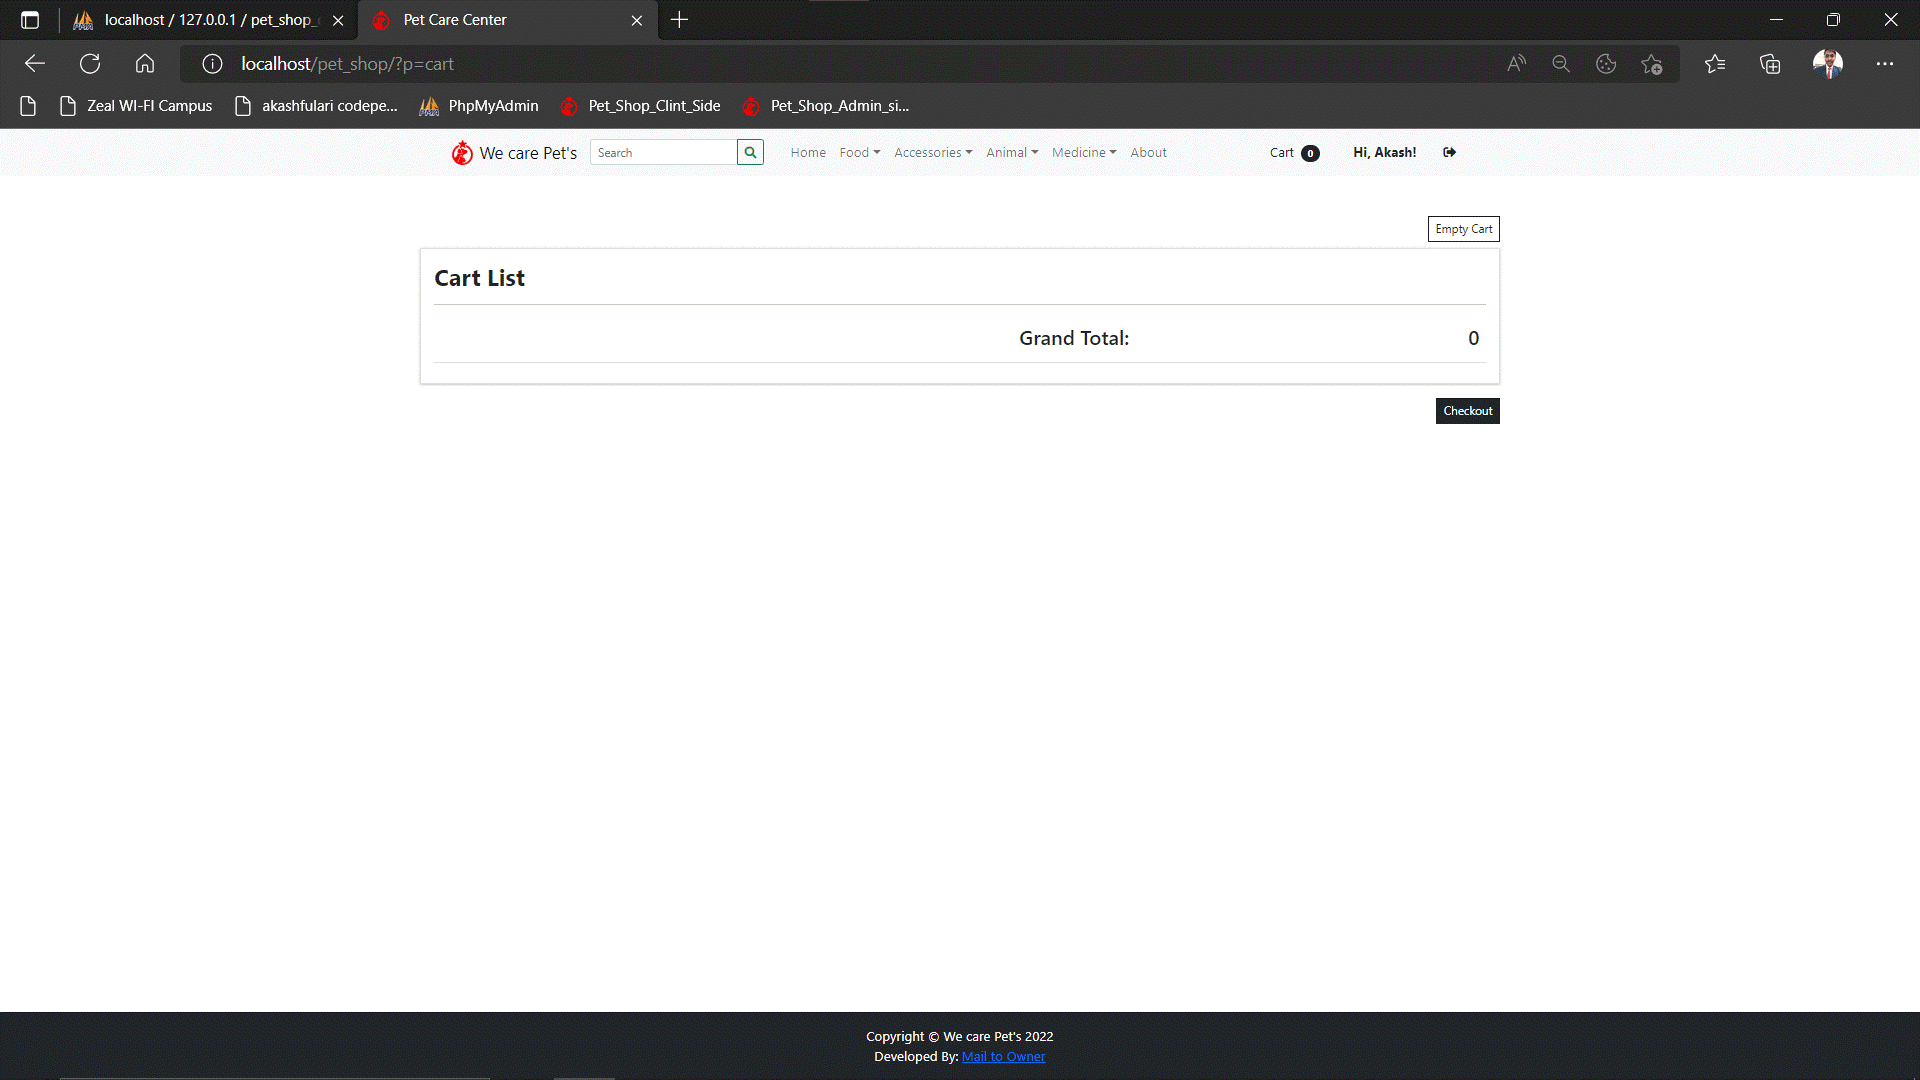 localhost / 127.0.0.1 / pet_shop_
Pet Care Center
localhost/pet_shop/?p=cart
Zeal WI-FI Campus
akashfulari codepe...
PhpMyAdmin
Pet_Shop_Clint_Side
Pet_Shop_Admin_si...
We care Pet's
Search
Home
Food
Accessories
Animal
Medicine
About
Cart 0
Hi, Akash!
Empty Cart
Cart List
Grand Total: 0
Checkout
Copyright © We care Pet's 2022
Developed By: Mail to Owner